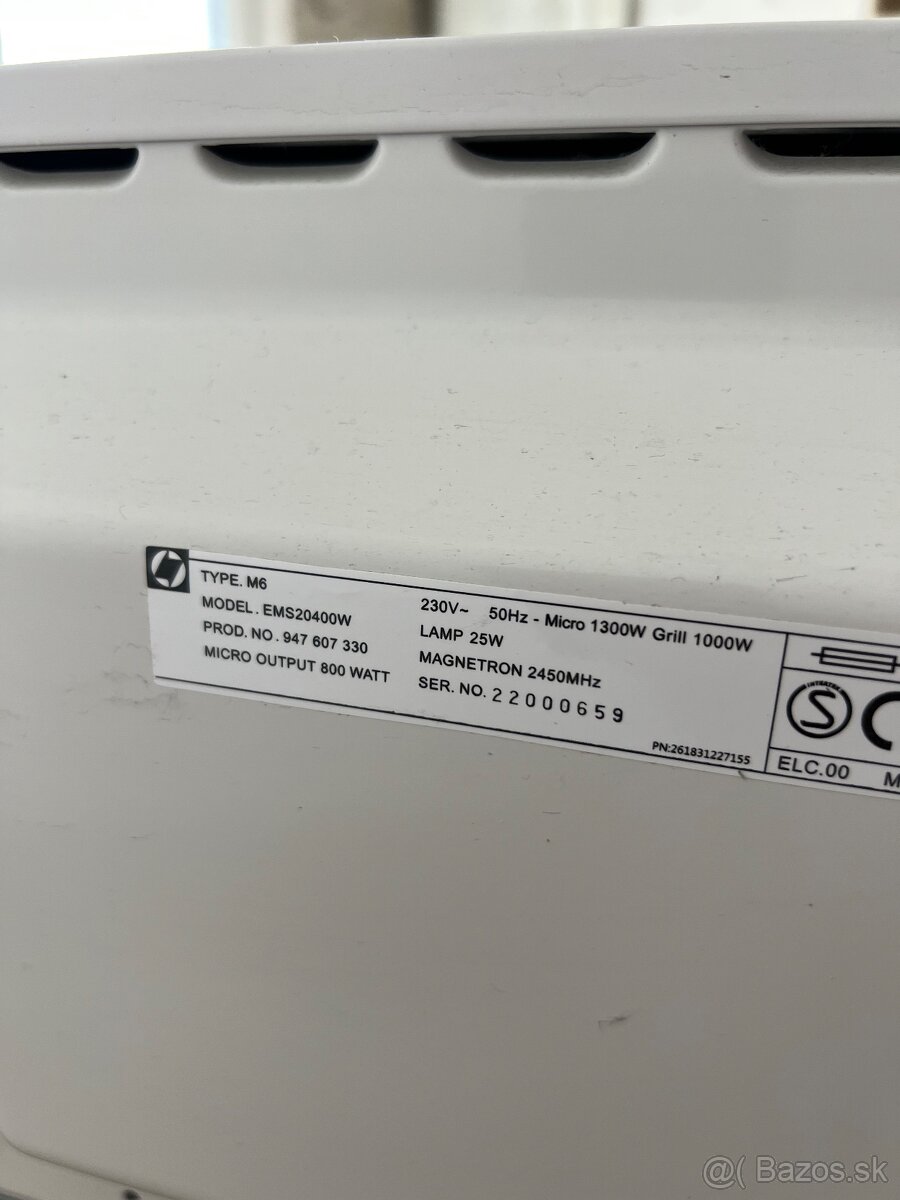 TYPE. M6
MODEL. EMS20400W
PROD. NO. 947 607 330
MICRO OUTPUT 800 WATT
230V~ 50Hz - Micro 1300W Grill 1000W
LAMP 25W
MAGNETRON 2450MHz
SER. NO. 22000659
PN:261831227155
INTERTEK
S
ELC.00 M
@( Bazos.sk